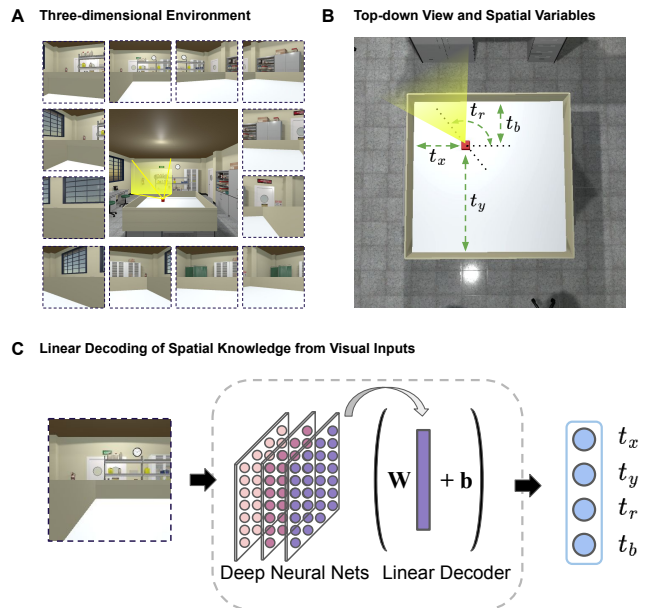 A Three-dimensional Environment
B Top-down View and Spatial Variables
t_r
t_b
t_x
t_y
C Linear Decoding of Spatial Knowledge from Visual Inputs
W + b
t_x
t_y
t_r
t_b
Deep Neural Nets Linear Decoder